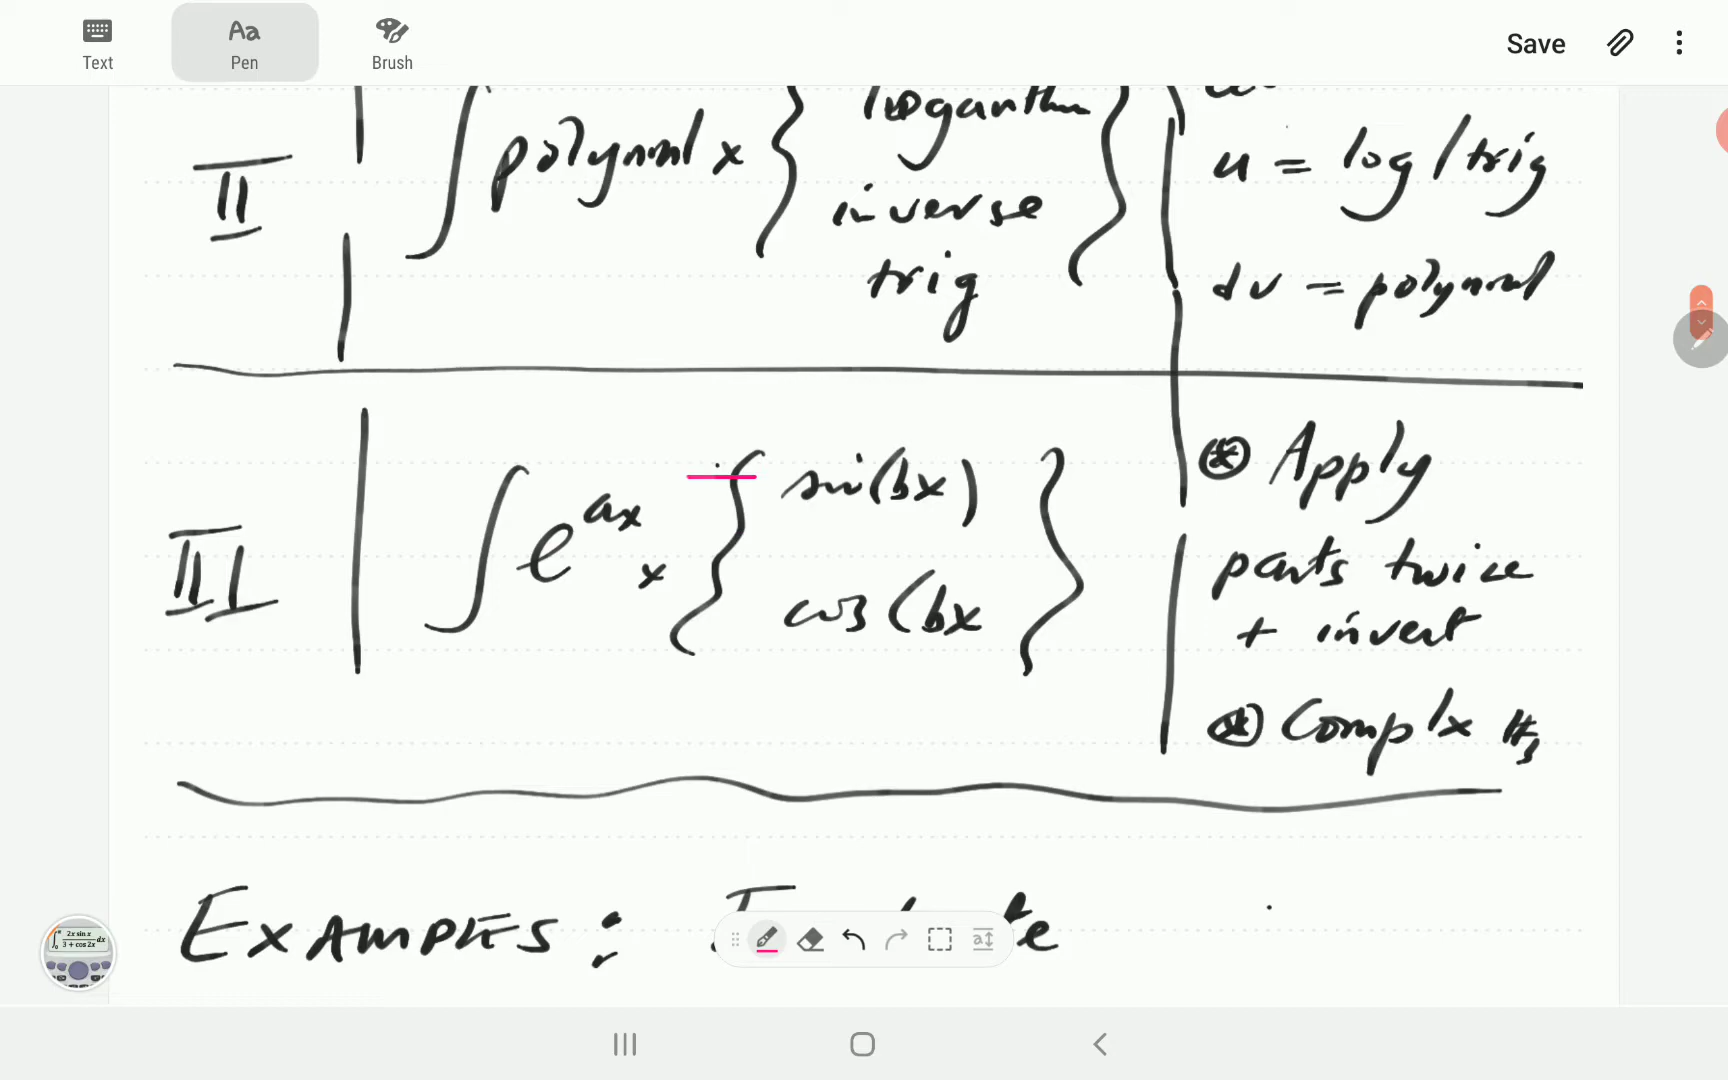 Text
Aa
Pen
Brush
Save
II
∫ polynml x { logarithm
inverse
trig }
u = log/trig
dv = polynml
III
∫ e^ax x { sin(bx)
cos(bx }
⊛ Apply
parts twice
+ invert
⊛ Complx #s
EXAMPLES: